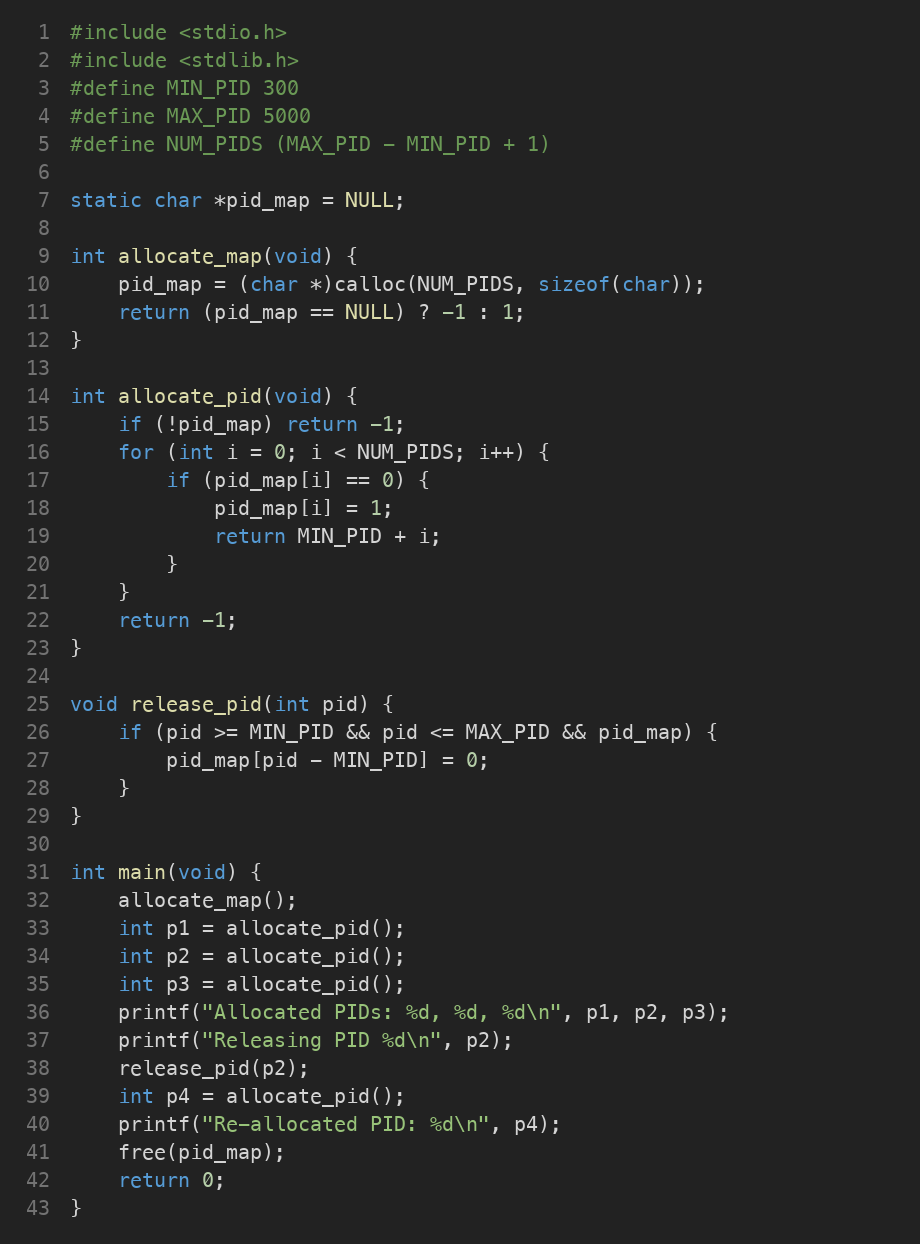 1 #include <stdio.h>
2 #include <stdlib.h>
3 #define MIN_PID 300
4 #define MAX_PID 5000
5 #define NUM_PIDS (MAX_PID - MIN_PID + 1)
6
7 static char *pid_map = NULL;
8
9 int allocate_map(void) {
10     pid_map = (char *)calloc(NUM_PIDS, sizeof(char));
11     return (pid_map == NULL) ? -1 : 1;
12 }
13
14 int allocate_pid(void) {
15     if (!pid_map) return -1;
16     for (int i = 0; i < NUM_PIDS; i++) {
17         if (pid_map[i] == 0) {
18             pid_map[i] = 1;
19             return MIN_PID + i;
20         }
21     }
22     return -1;
23 }
24
25 void release_pid(int pid) {
26     if (pid >= MIN_PID && pid <= MAX_PID && pid_map) {
27         pid_map[pid - MIN_PID] = 0;
28     }
29 }
30
31 int main(void) {
32     allocate_map();
33     int p1 = allocate_pid();
34     int p2 = allocate_pid();
35     int p3 = allocate_pid();
36     printf("Allocated PIDs: %d, %d, %d\n", p1, p2, p3);
37     printf("Releasing PID %d\n", p2);
38     release_pid(p2);
39     int p4 = allocate_pid();
40     printf("Re-allocated PID: %d\n", p4);
41     free(pid_map);
42     return 0;
43 }